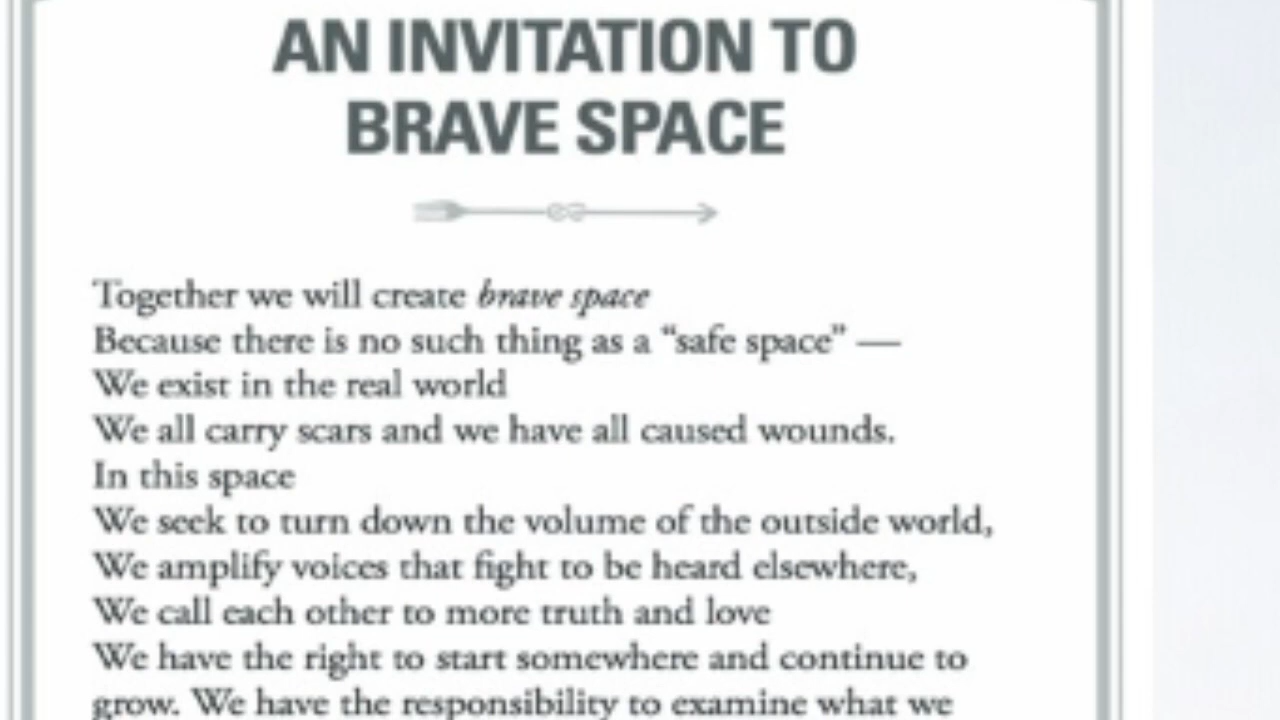 AN INVITATION TO
BRAVE SPACE
Together we will create brave space
Because there is no such thing as a “safe space” —
We exist in the real world
We all carry scars and we have all caused wounds.
In this space
We seek to turn down the volume of the outside world,
We amplify voices that fight to be heard elsewhere,
We call each other to more truth and love
We have the right to start somewhere and continue to
grow. We have the responsibility to examine what we